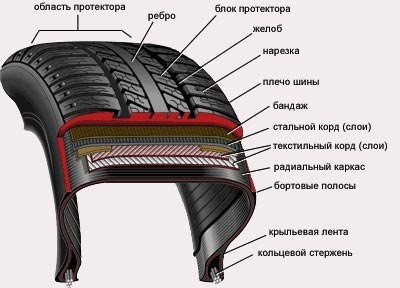 область протектора
ребро
блок протектора
желоб
нарезка
плечо шины
бандаж
стальной корд (слои)
текстильный корд (слои)
радиальный каркас
бортовые полосы
крыльевая лента
кольцевой стержень